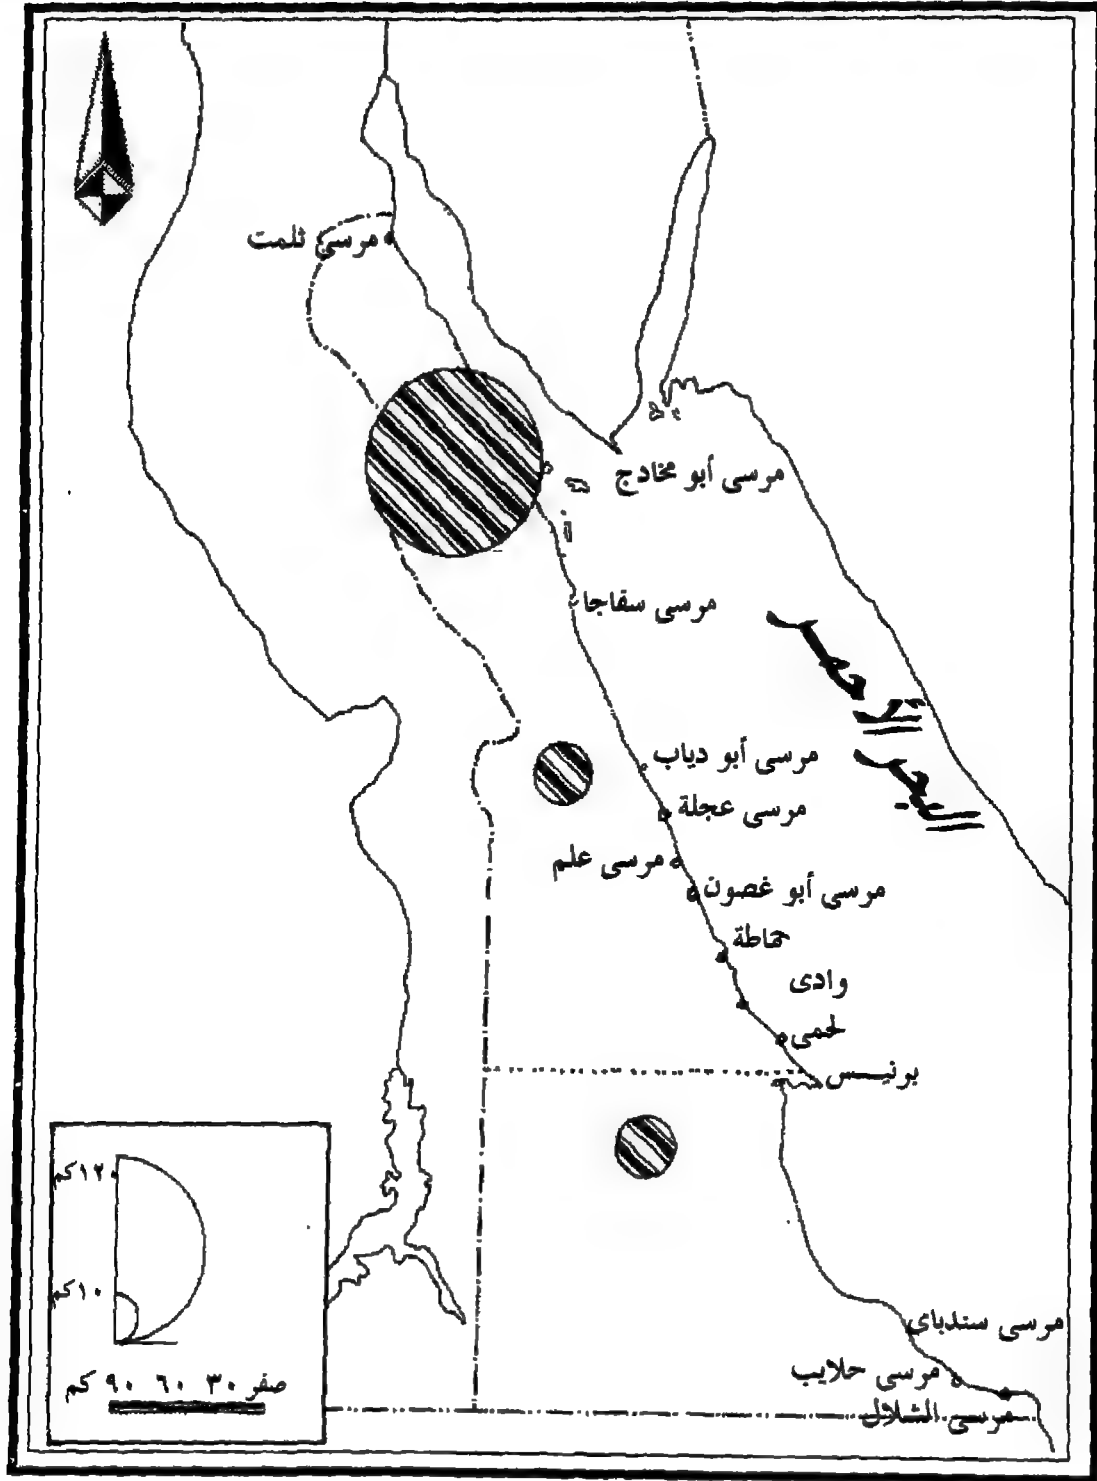 مرسى ثلمت
مرسى أبو مخادج
مرسى سفاجا
البحر الأحمر
مرسى أبو دياب
مرسى عجلة
مرسى علم
مرسى أبو غصون
حماطة
وادى
لحمى
برنيس
١٢٠كم
١٠كم
صفر ٣٠ ٦٠ ٩٠ كم
مرسى سندباى
مرسى حلايب
مرسى الشلال